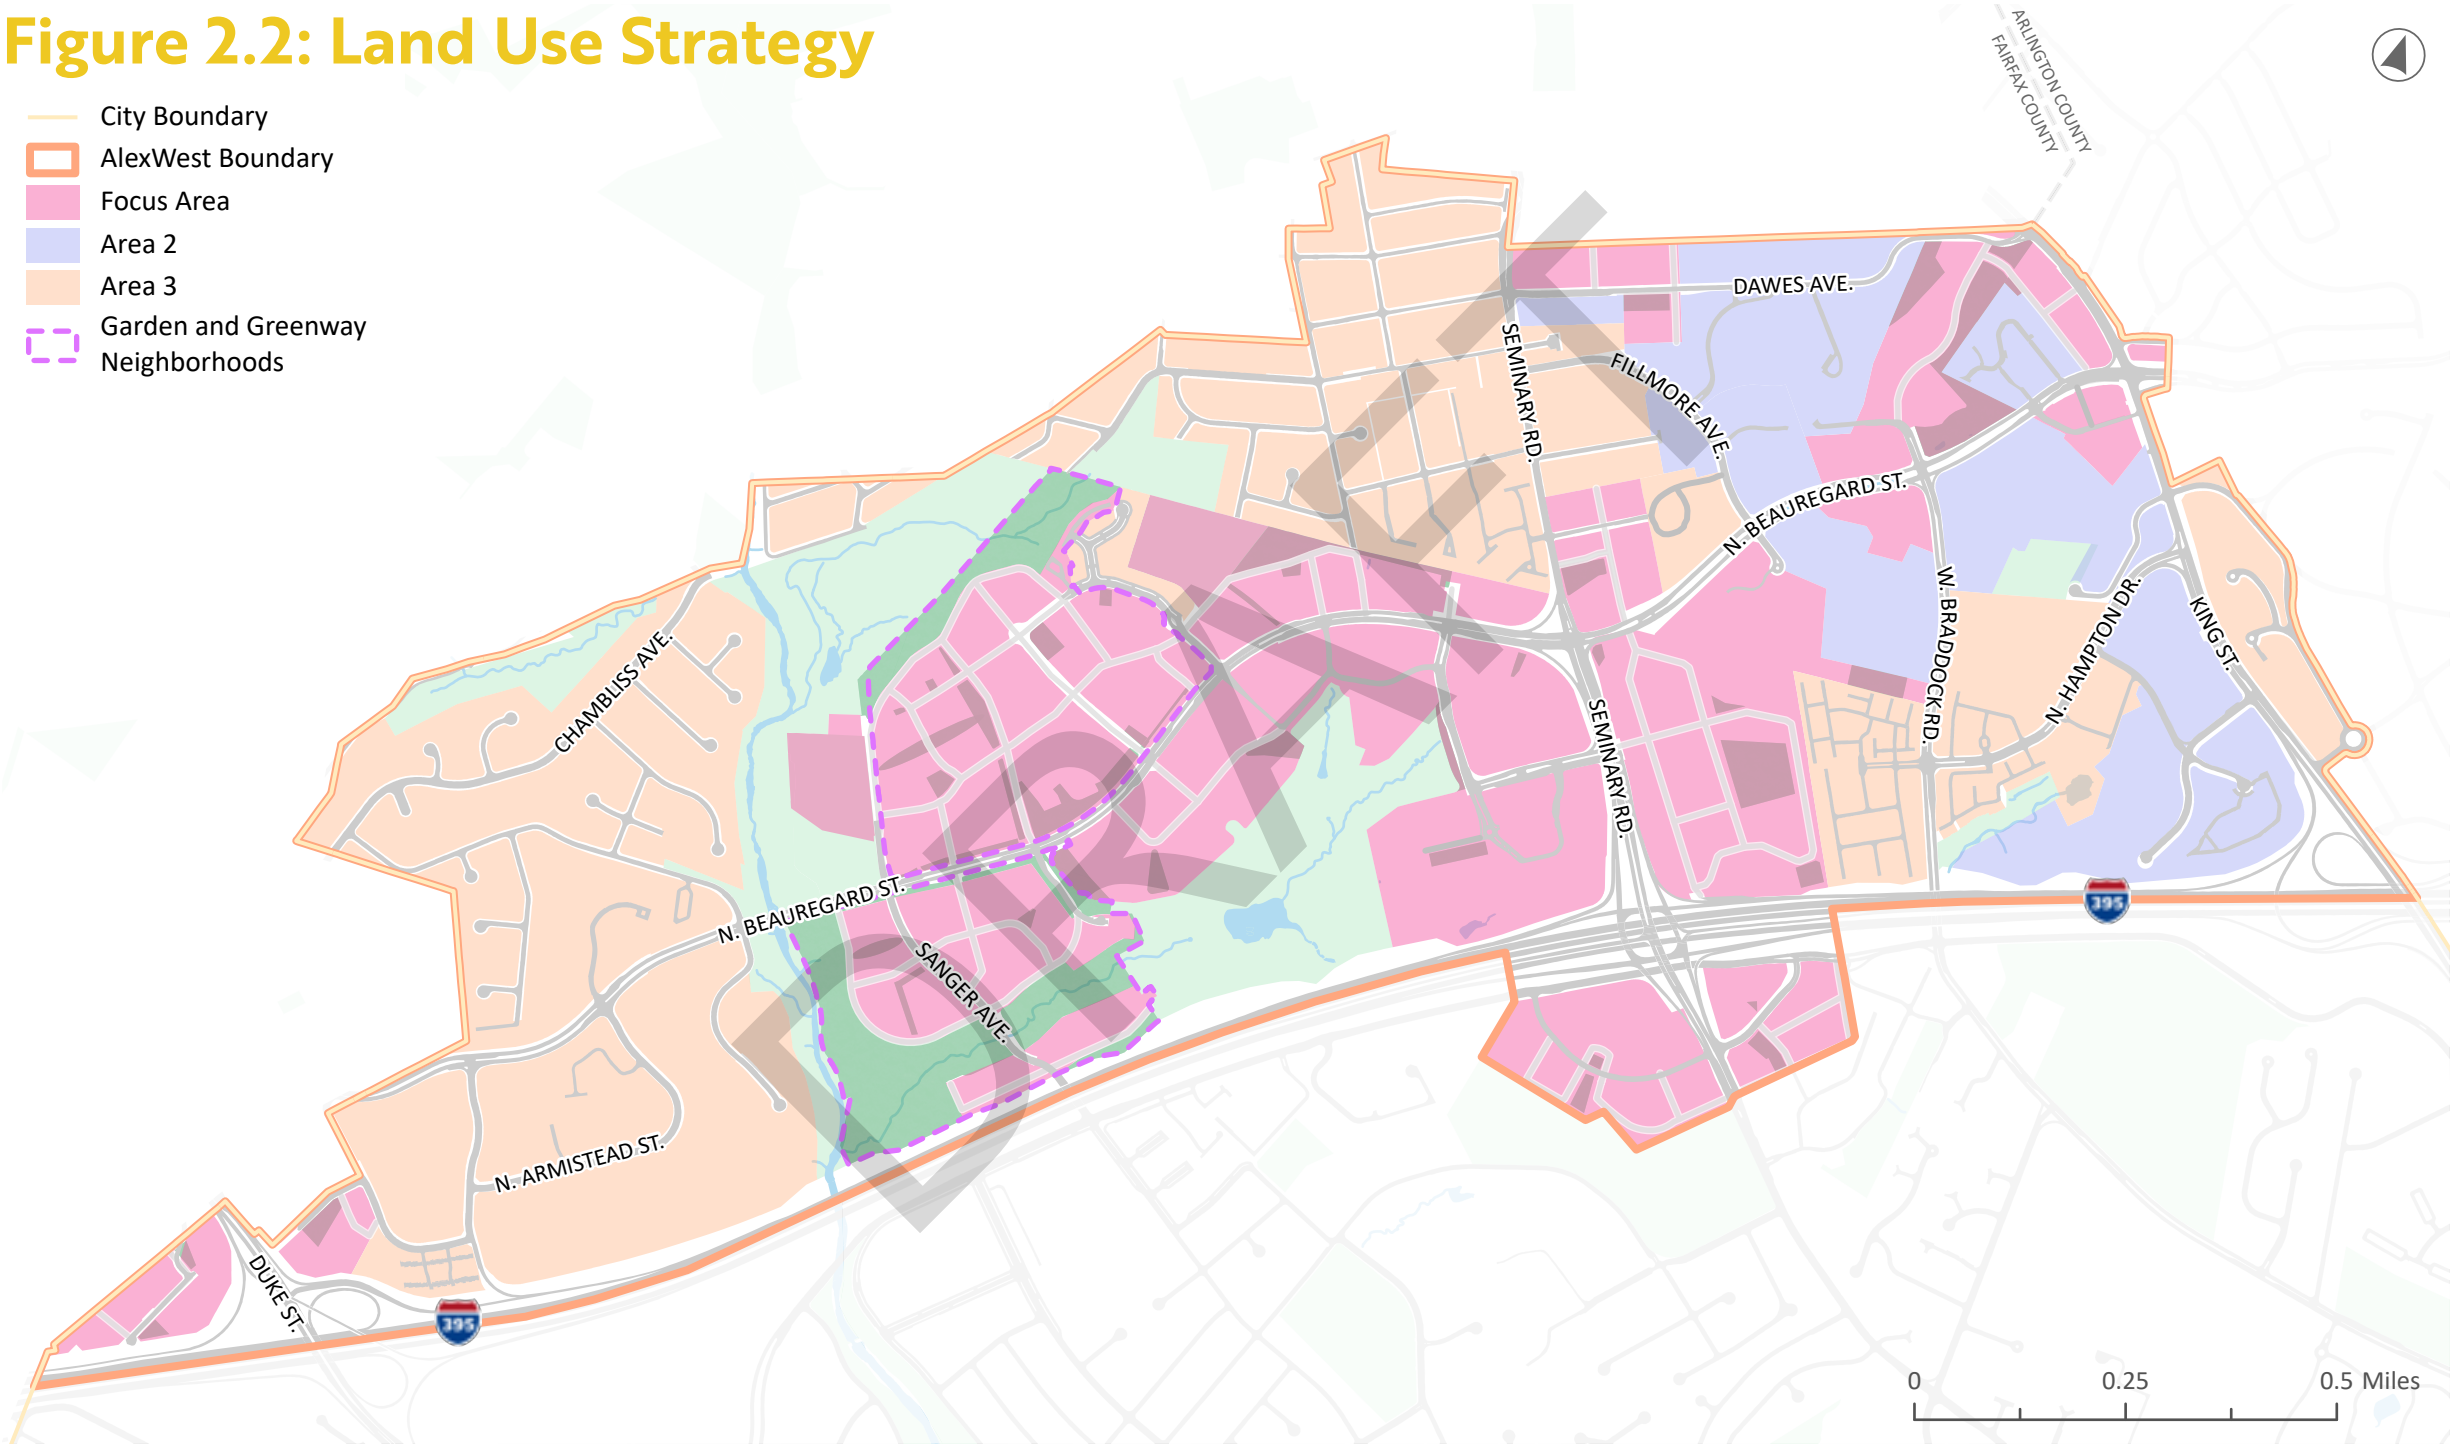 Figure 2.2: Land Use Strategy
City Boundary
AlexWest Boundary
Focus Area
Area 2
Area 3
Garden and Greenway
Neighborhoods
ARLINGTON COUNTY
FAIRFAX COUNTY
DAWES AVE.
SEMINARY RD.
FILLMORE AVE.
N. BEAUREGARD ST.
W. BRADDOCK RD.
N. HAMPTON DR.
KING ST.
CHAMBLISS AVE.
SEMINARY RD.
N. BEAUREGARD ST.
SANGER AVE.
395
N. ARMISTEAD ST.
DUKE ST.
395
DRAFT
0 0.25 0.5 Miles